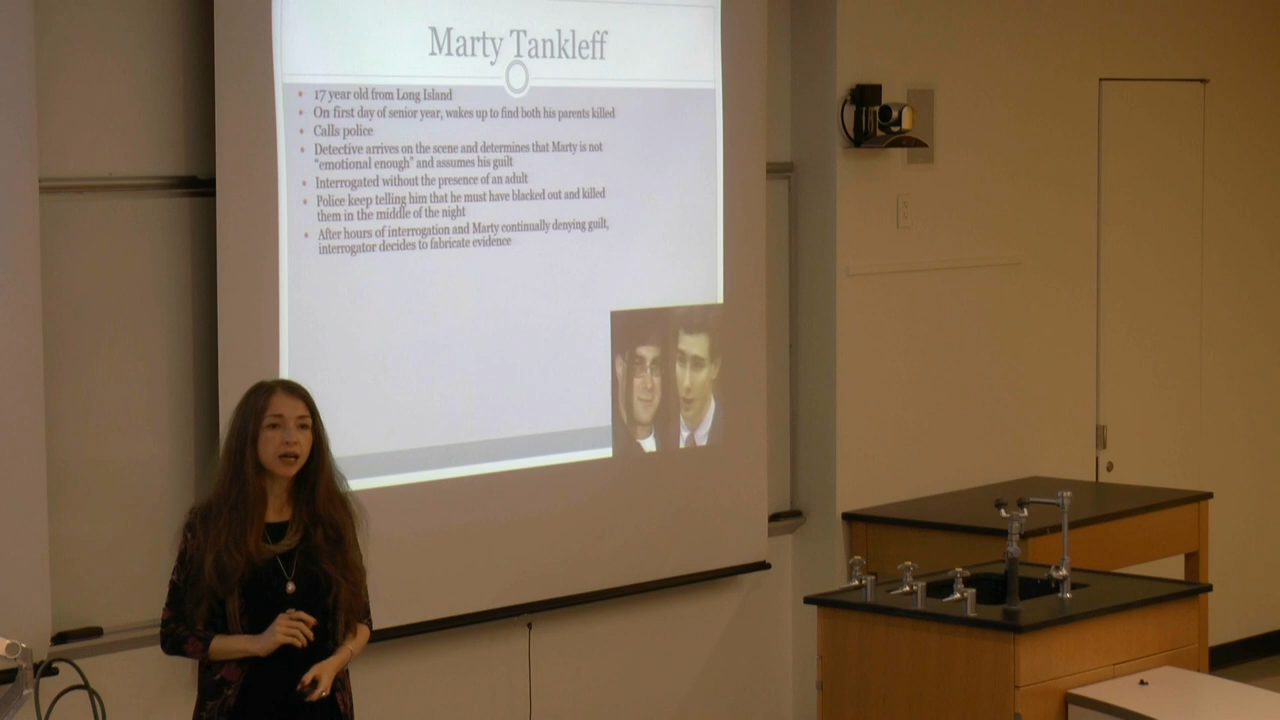 Marty Tankleff
17 year old from Long Island
On first day of senior year, wakes up to find both his parents killed
Calls police
Detective arrives on the scene and determines that Marty is not
“emotional enough” and assumes his guilt
Interrogated without the presence of an adult
Police keep telling him that he must have blacked out and killed
them in the middle of the night
After hours of interrogation and Marty continually denying guilt,
interrogator decides to fabricate evidence